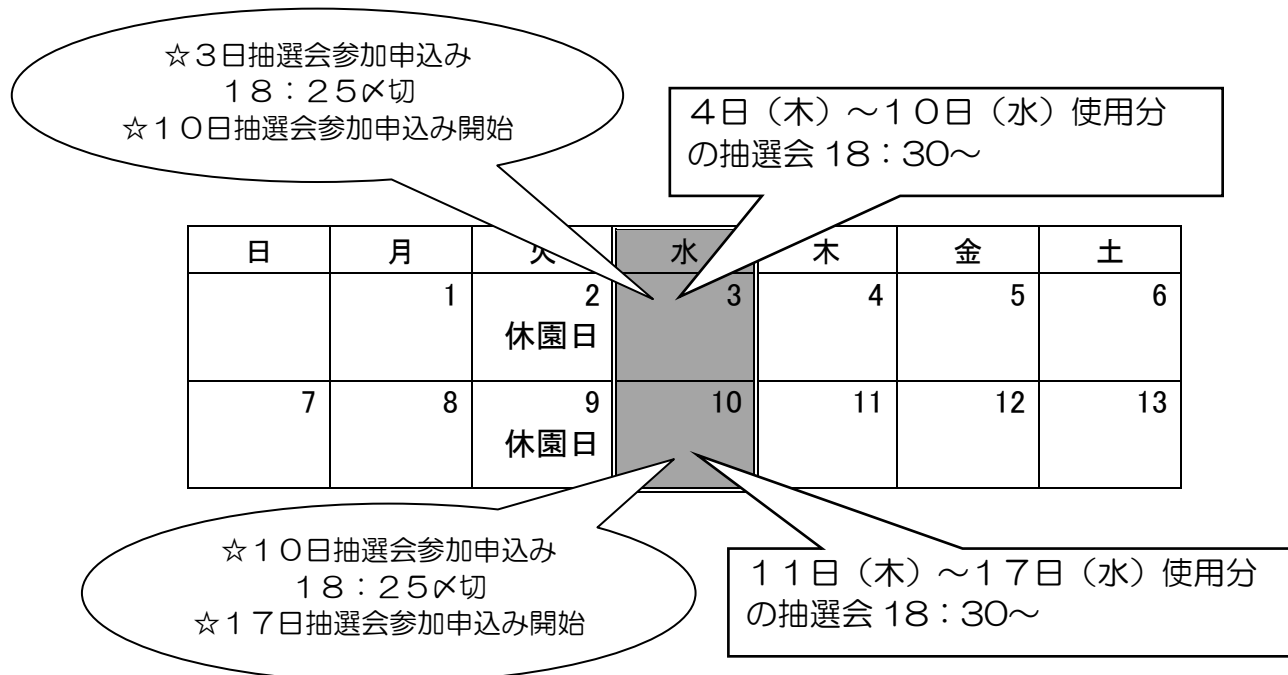 ☆3日抽選会参加申込み
18:25〆切
☆10日抽選会参加申込み開始
4日(木)~10日(水)使用分
の抽選会 18:30~
日 月 火 水 木 金 土
1 2 3 4 5 6
休園日
7 8 9 10 11 12 13
休園日
☆10日抽選会参加申込み
18:25〆切
☆17日抽選会参加申込み開始
11日(木)~17日(水)使用分
の抽選会 18:30~